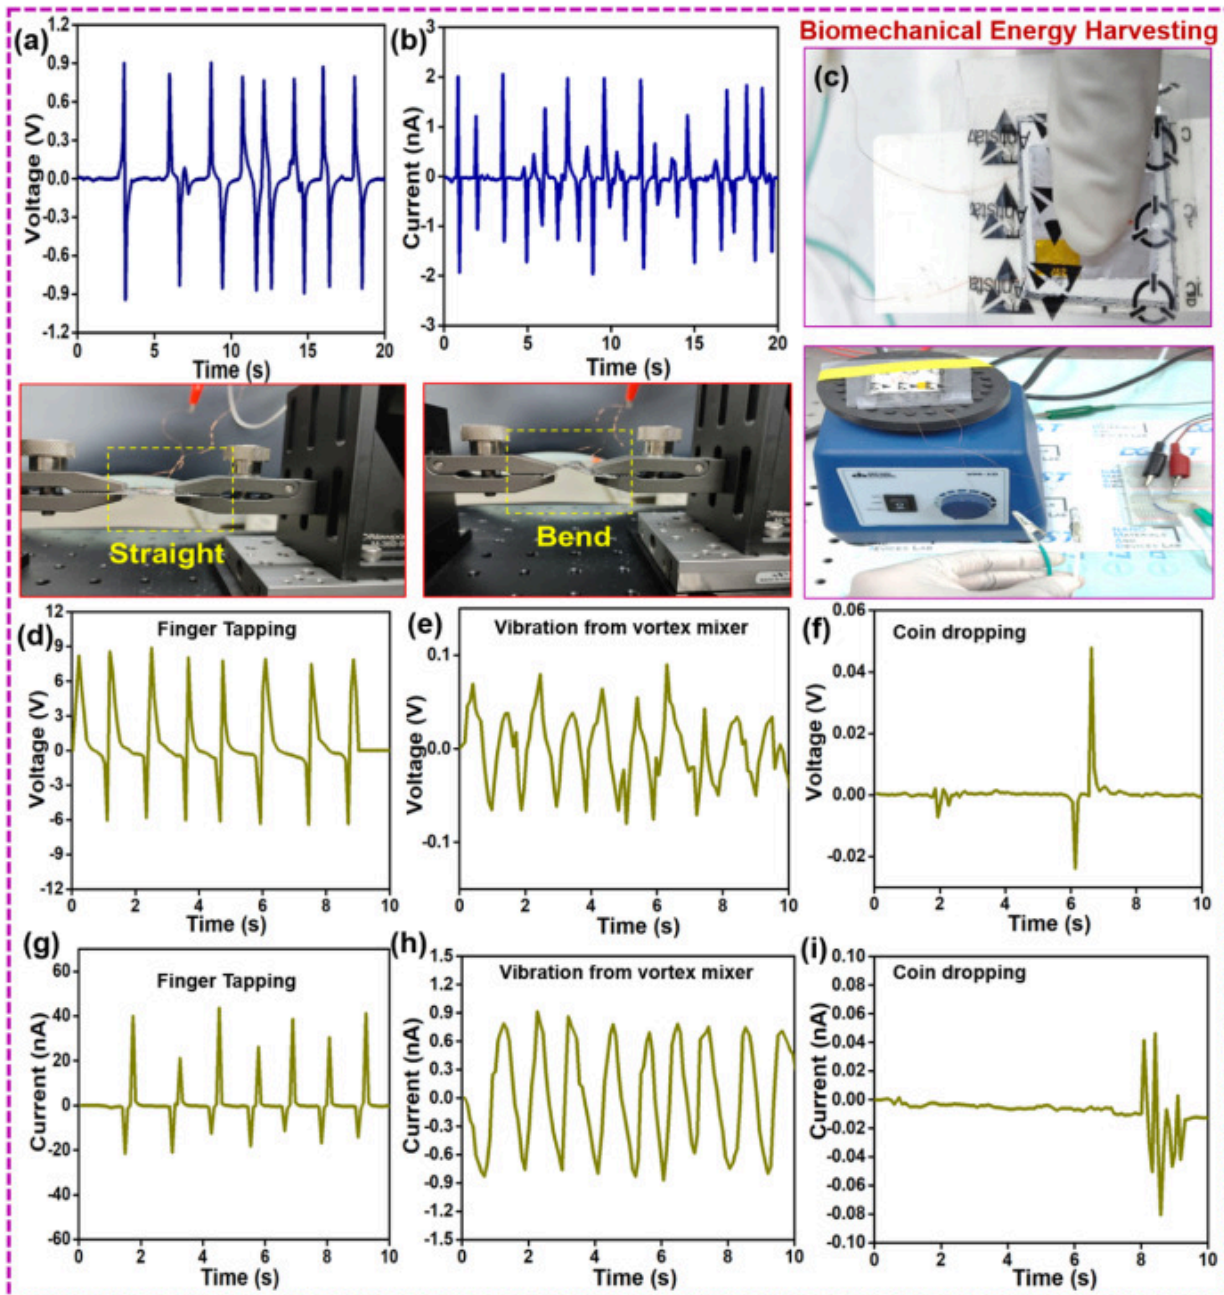 Biomechanical Energy Harvesting
(a)
1.2
0.9
0.6
0.3
0.0
-0.3
-0.6
-0.9
-1.2
Voltage (V)
0 5 10 15 20
Time (s)
(b)
3
2
1
0
-1
-2
-3
Current (nA)
0 5 10 15 20
Time (s)
(c)
Straight
Bend
(d)
Finger Tapping
12
9
6
3
0
-3
-6
-9
-12
Voltage (V)
0 2 4 6 8 10
Time (s)
(e)
Vibration from vortex mixer
0.1
0.0
-0.1
Voltage (V)
0 2 4 6 8 10
Time (s)
(f)
Coin dropping
0.06
0.04
0.02
0.00
-0.02
Voltage (V)
0 2 4 6 8 10
Time (s)
(g)
Finger Tapping
60
40
20
0
-20
-40
-60
Current (nA)
2 4 6 8 10
Time (s)
(h)
Vibration from vortex mixer
1.5
1.2
0.9
0.6
0.3
0.0
-0.3
-0.6
-0.9
-1.2
-1.5
Current (nA)
0 2 4 6 8 10
Time (s)
(i)
Coin dropping
0.10
0.08
0.06
0.04
0.02
0.00
-0.02
-0.04
-0.06
-0.08
-0.10
Current (nA)
0 2 4 6 8 10
Time (s)